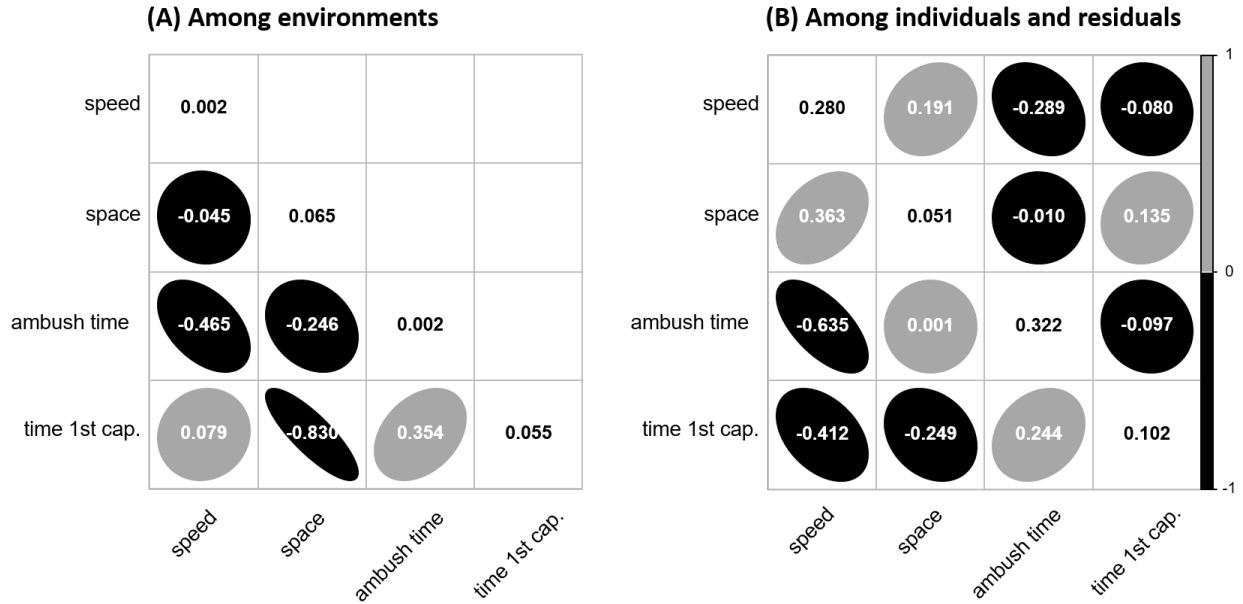 (A) Among environments
speed 0.002
space -0.045 0.065
ambush time -0.465 -0.246 0.002
time 1st cap. 0.079 -0.830 0.354 0.055
speed space ambush time time 1st cap.
(B) Among individuals and residuals
speed 0.280 0.191 -0.289 -0.080
space 0.363 0.051 -0.010 0.135
ambush time -0.635 0.001 0.322 -0.097
time 1st cap. -0.412 -0.249 0.244 0.102
speed space ambush time time 1st cap.
1
0
-1